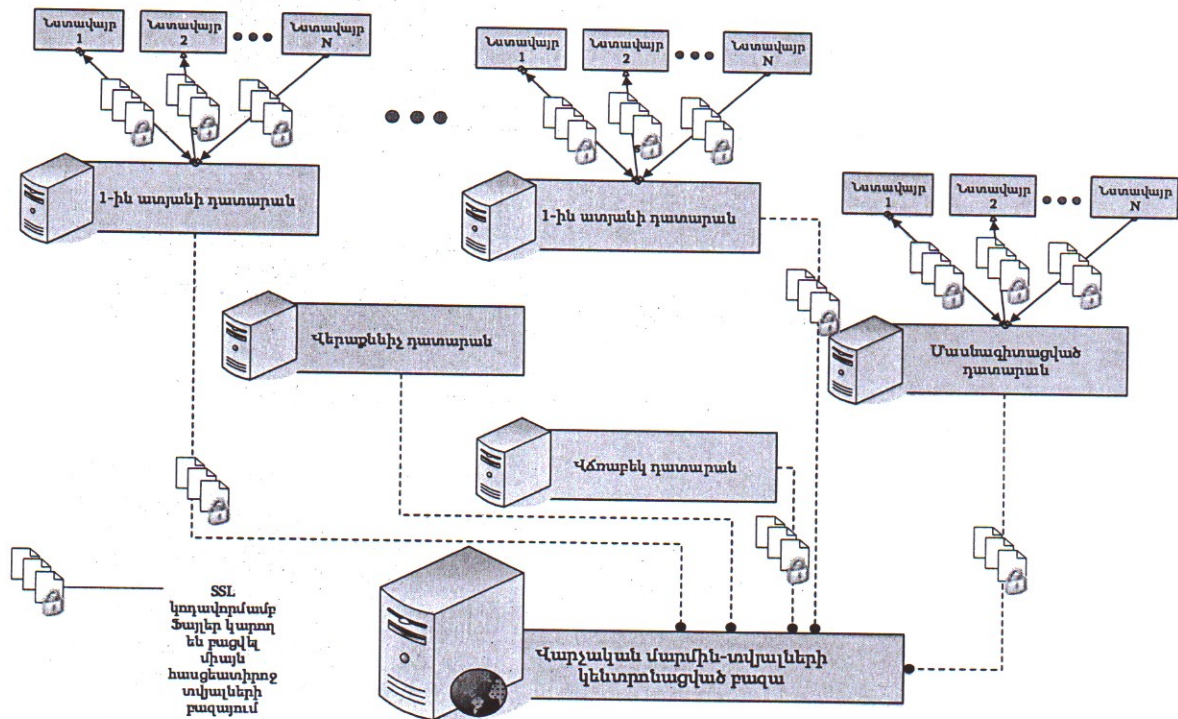 Նստավայր
1
Նստավայր
2
Նստավայր
N
Նստավայր
1
Նստավայր
2
Նստավայր
N
s
s
1-ին ատյանի դատարան
1-ին ատյանի դատարան
Նստավայր
1
Նստավայր
2
Նստավայր
N
Վերաքննիչ դատարան
Մասնագիտացված
դատարան
Վճռաբեկ դատարան
SSL
կոդավորմամբ
Ֆայլեր կարող
են բացվել
միայն
հասցեատիրոջ
տվյալների
բազայում
Վարչական մարմին-տվյալների
կենտրոնացված բազա